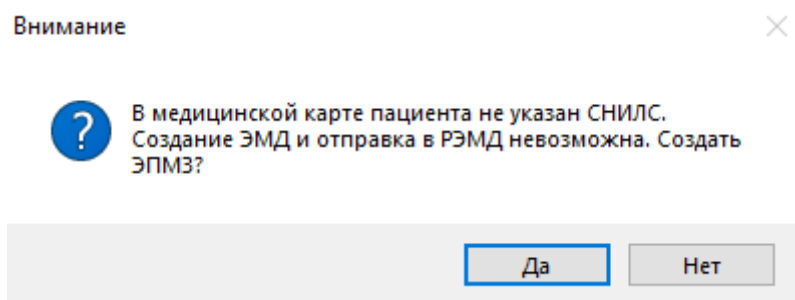 Внимание
В медицинской карте пациента не указан СНИЛС.
Создание ЭМД и отправка в РЭМД невозможна. Создать
ЭПМЗ?
Да
Нет